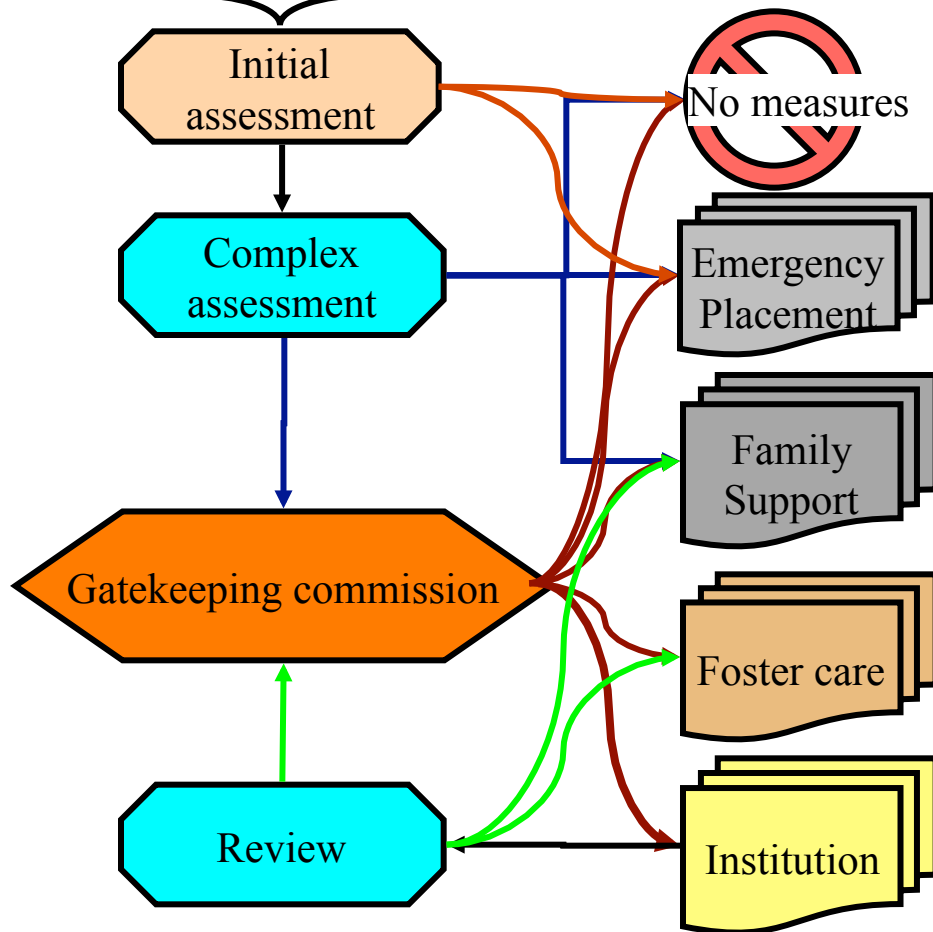 Initial
assessment
No measures
Complex
assessment
Emergency
Placement
Family
Support
Gatekeeping commission
Foster care
Review
Institution